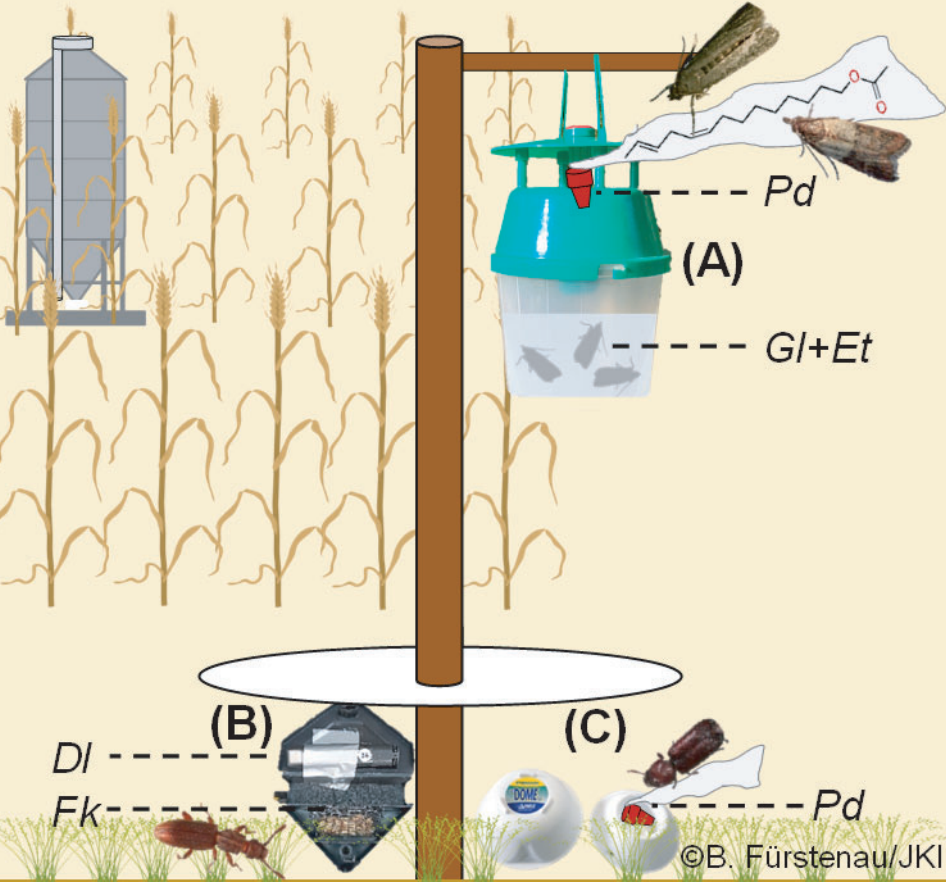 O
O
Pd
(A)
Gl+Et
(B)
(C)
Dl
DOME
Fk
Pd
©B. Fürstenau/JKI